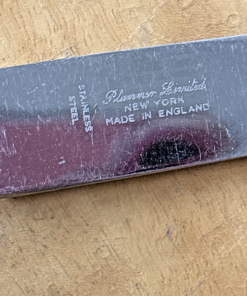 STAINLESS
STEEL
Plummer Limited
NEW YORK
MADE IN ENGLAND